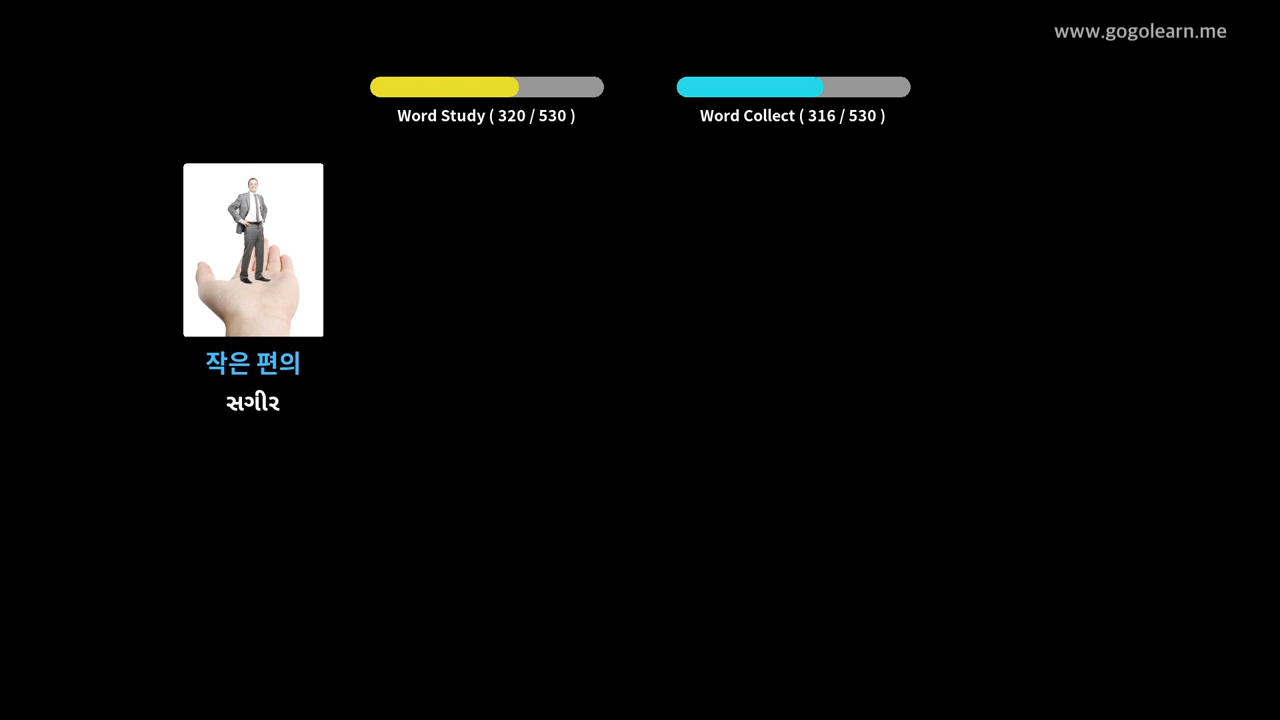 www.gogolearn.me
Word Study ( 320 / 530 )
Word Collect ( 316 / 530 )
작은 편의
સગીર